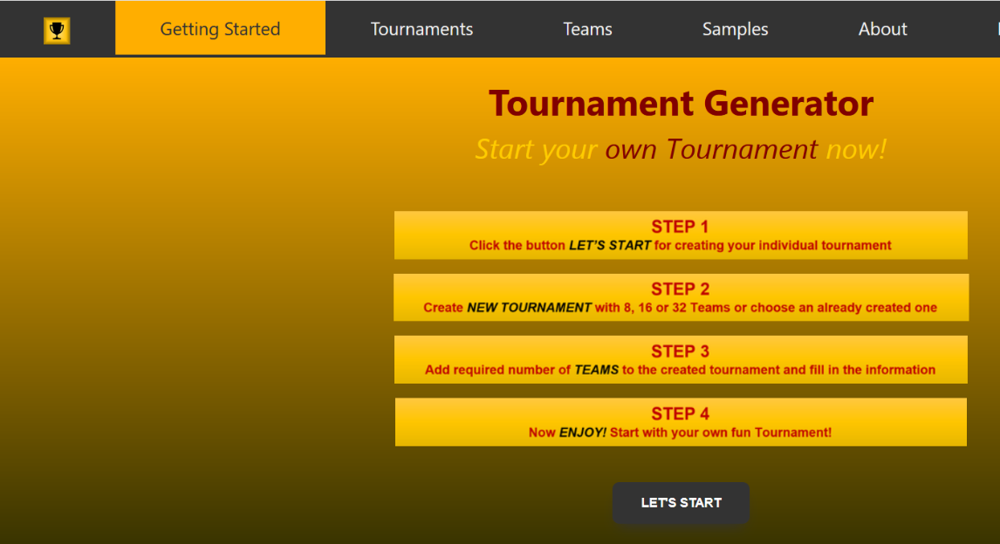 Getting Started
Tournaments
Teams
Samples
About
Tournament Generator
Start your own Tournament now!
STEP 1
Click the button LET'S START for creating your individual tournament
STEP 2
Create NEW TOURNAMENT with 8, 16 or 32 Teams or choose an already created one
STEP 3
Add required number of TEAMS to the created tournament and fill in the information
STEP 4
Now ENJOY! Start with your own fun Tournament!
LET'S START